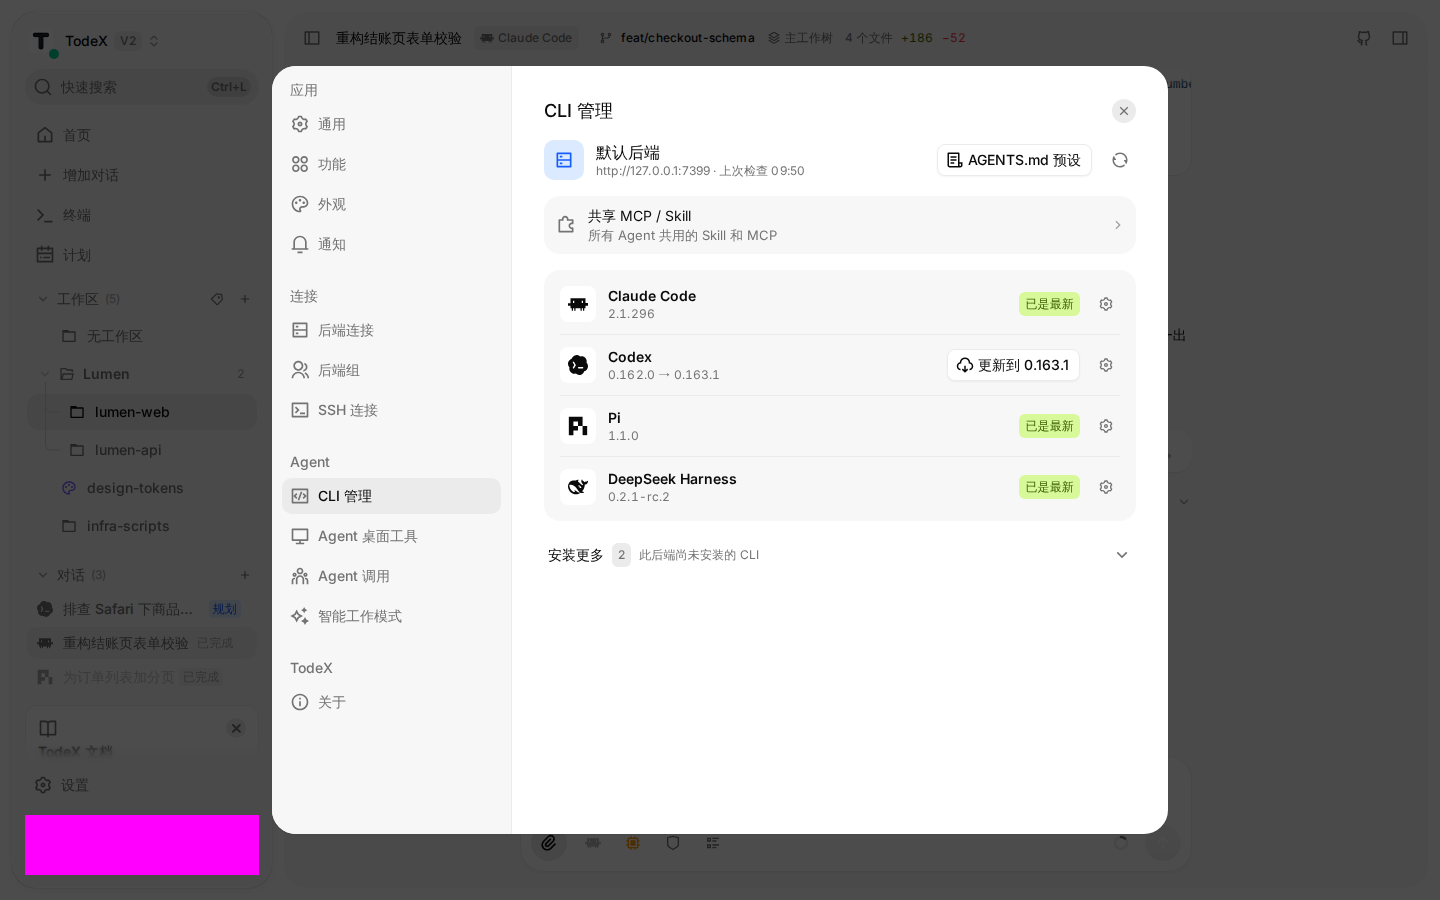 TodeX V2
快速搜索 Ctrl+L
首页
增加对话
终端
计划
工作区 (5)
无工作区
Lumen 2
lumen-web
lumen-api
design-tokens
infra-scripts
对话 (3)
排查 Safari 下商品... 规划
重构结账页表单校验 已完成
为订单列表加分页 已完成
TodeX 文档
设置
重构结账页表单校验 Claude Code feat/checkout-schema 主工作树 4 个文件 +186 −52
应用
通用
功能
外观
通知
连接
后端连接
后端组
SSH 连接
Agent
CLI 管理
Agent 桌面工具
Agent 调用
智能工作模式
TodeX
关于
CLI 管理
默认后端
http://127.0.0.1:7399 · 上次检查 09:50
AGENTS.md 预设
共享 MCP / Skill
所有 Agent 共用的 Skill 和 MCP
Claude Code
2.1.296
已是最新
Codex
0.162.0 → 0.163.1
更新到 0.163.1
Pi
1.1.0
已是最新
DeepSeek Harness
0.2.1-rc.2
已是最新
安装更多 2 此后端尚未安装的 CLI